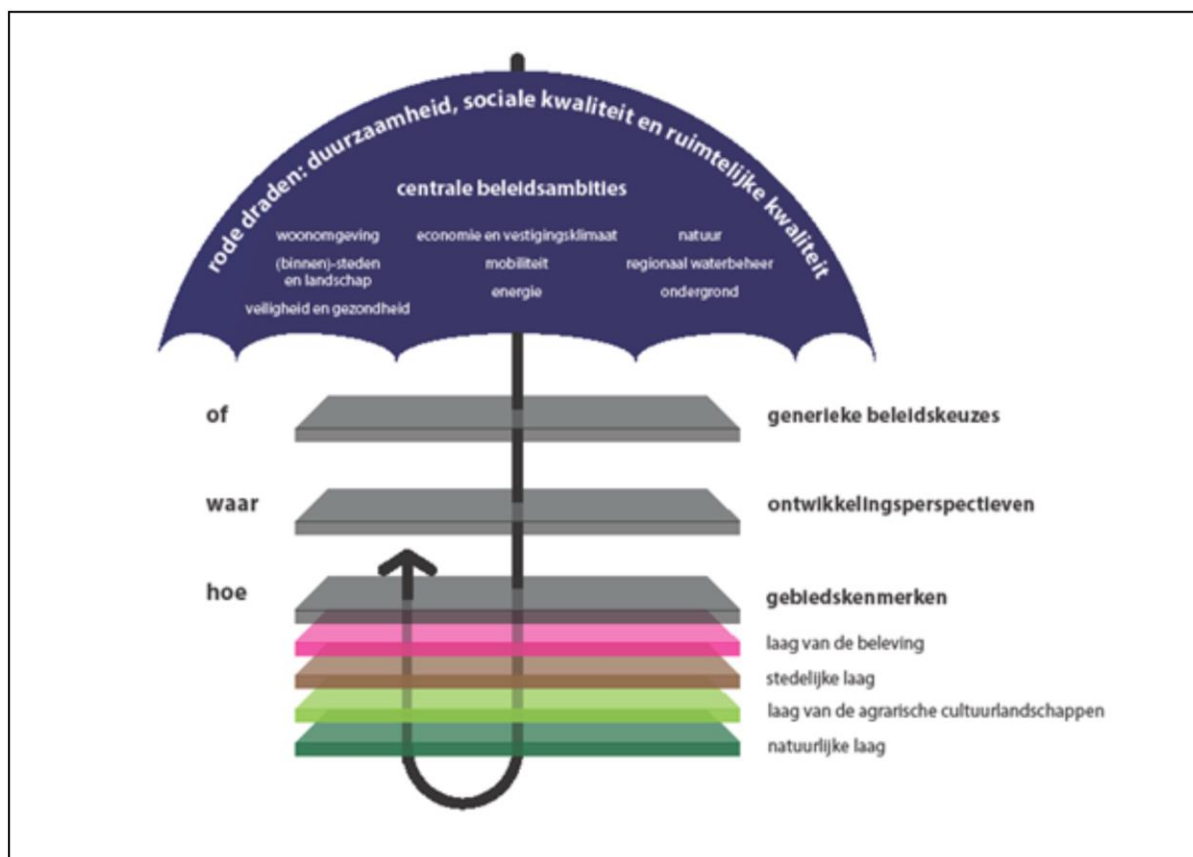 rode draden: duurzaamheid, sociale kwaliteit en ruimtelijke kwaliteit
centrale beleidsambities
woonomgeving
(binnen)-steden
en landschap
veiligheid en gezondheid
economie en vestigingsklimaat
mobiliteit
energie
natuur
regionaal waterbeheer
ondergrond
of
generieke beleidskeuzes
waar
ontwikkelingsperspectieven
hoe
gebiedskenmerken
laag van de beleving
stedelijke laag
laag van de agrarische cultuurlandschappen
natuurlijke laag